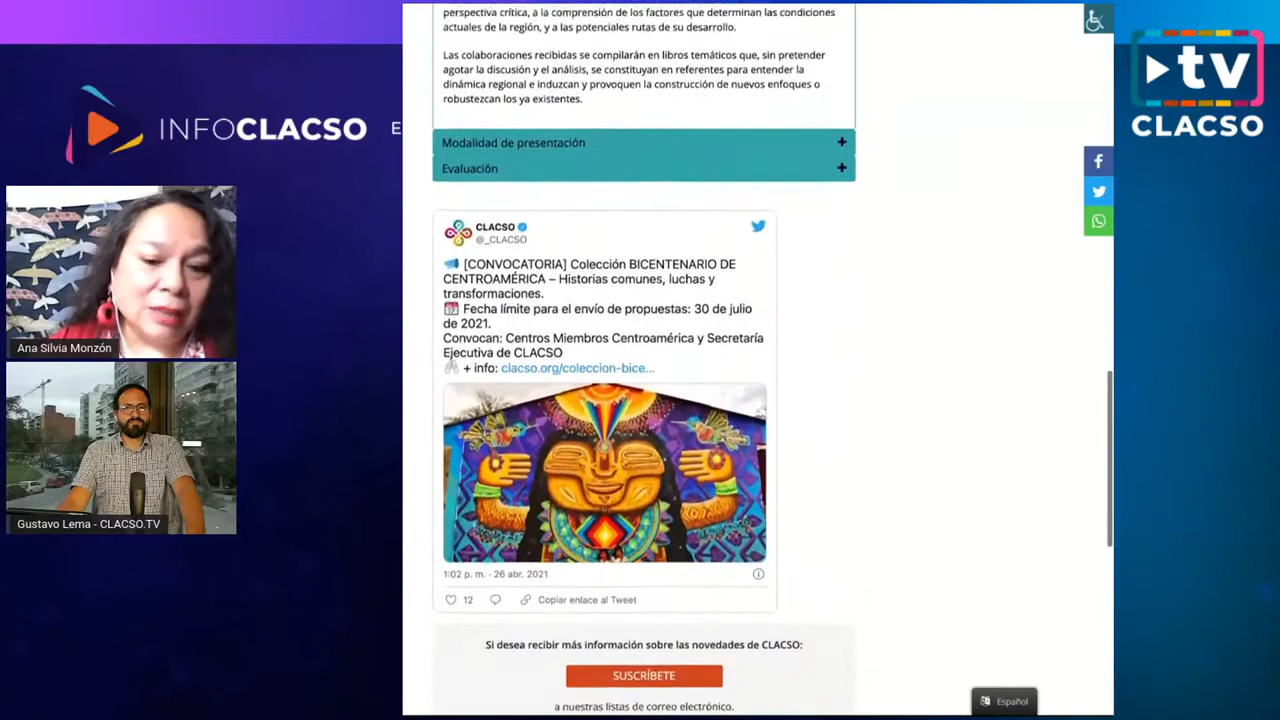 INFOCLACSO
E
Ana Silvia Monzón
Gustavo Lema - CLACSO.TV
perspectiva crítica, a la comprensión de los factores que determinan las condiciones
actuales de la región, y a las potenciales rutas de su desarrollo.
Las colaboraciones recibidas se compilarán en libros temáticos que, sin pretender
agotar la discusión y el análisis, se constituyan en referentes para entender la
dinámica regional e induzcan y provoquen la construcción de nuevos enfoques o
robustezcan los ya existentes.
Modalidad de presentación +
Evaluación +
CLACSO
@_CLACSO
[CONVOCATORIA] Colección BICENTENARIO DE
CENTROAMÉRICA – Historias comunes, luchas y
transformaciones.
Fecha límite para el envío de propuestas: 30 de julio
de 2021.
Convocan: Centros Miembros Centroamérica y Secretaría
Ejecutiva de CLACSO
+ info: clacso.org/coleccion-bice...
1:02 p. m. · 26 abr. 2021
12 Copiar enlace al Tweet
Si desea recibir más información sobre las novedades de CLACSO:
SUSCRÍBETE
a nuestras listas de correo electrónico.
Español
tv
CLACSO